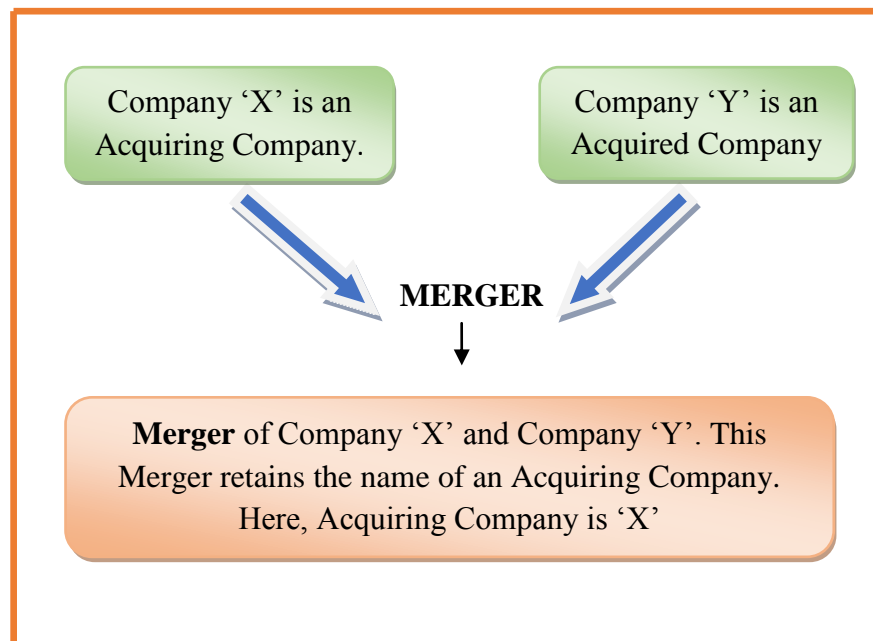 Company ‘X’ is an
Acquiring Company.
Company ‘Y’ is an
Acquired Company
MERGER
Merger of Company ‘X’ and Company ‘Y’. This
Merger retains the name of an Acquiring Company.
Here, Acquiring Company is ‘X’